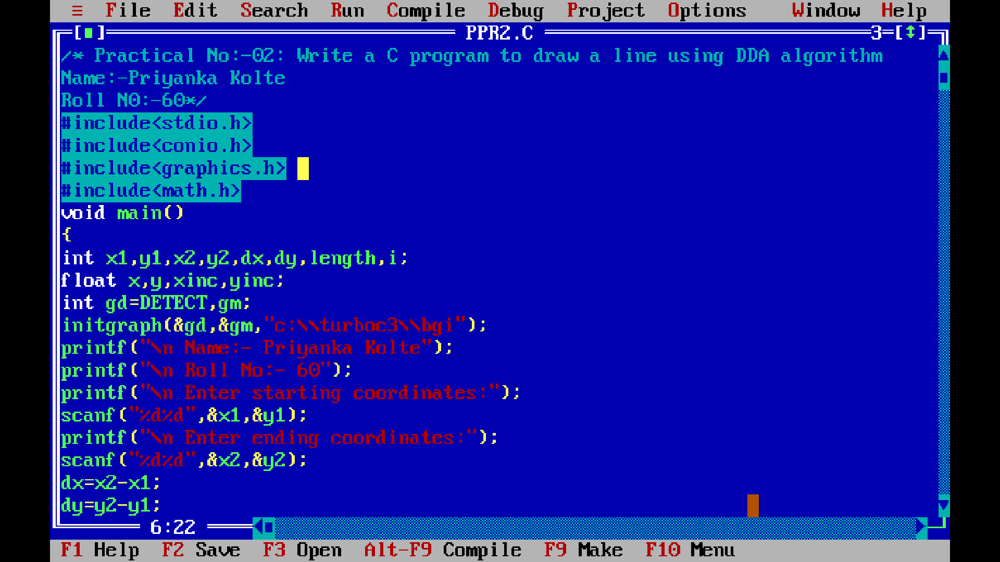 ≡ File Edit Search Run Compile Debug Project Options Window Help
[■] PPR2.C 3=[↕]
/* Practical No:-02: Write a C program to draw a line using DDA algorithm
Name:-Priyanka Kolte
Roll N0:-60*/
#include<stdio.h>
#include<conio.h>
#include<graphics.h>
#include<math.h>
void main()
{
int x1,y1,x2,y2,dx,dy,length,i;
float x,y,xinc,yinc;
int gd=DETECT,gm;
initgraph(&gd,&gm,"c:\\turboc3\\bgi");
printf("\n Name:- Priyanka Kolte");
printf("\n Roll No:- 60");
printf("\n Enter starting coordinates:");
scanf("%d%d",&x1,&y1);
printf("\n Enter ending coordinates:");
scanf("%d%d",&x2,&y2);
dx=x2-x1;
dy=y2-y1;
6:22
F1 Help F2 Save F3 Open Alt-F9 Compile F9 Make F10 Menu